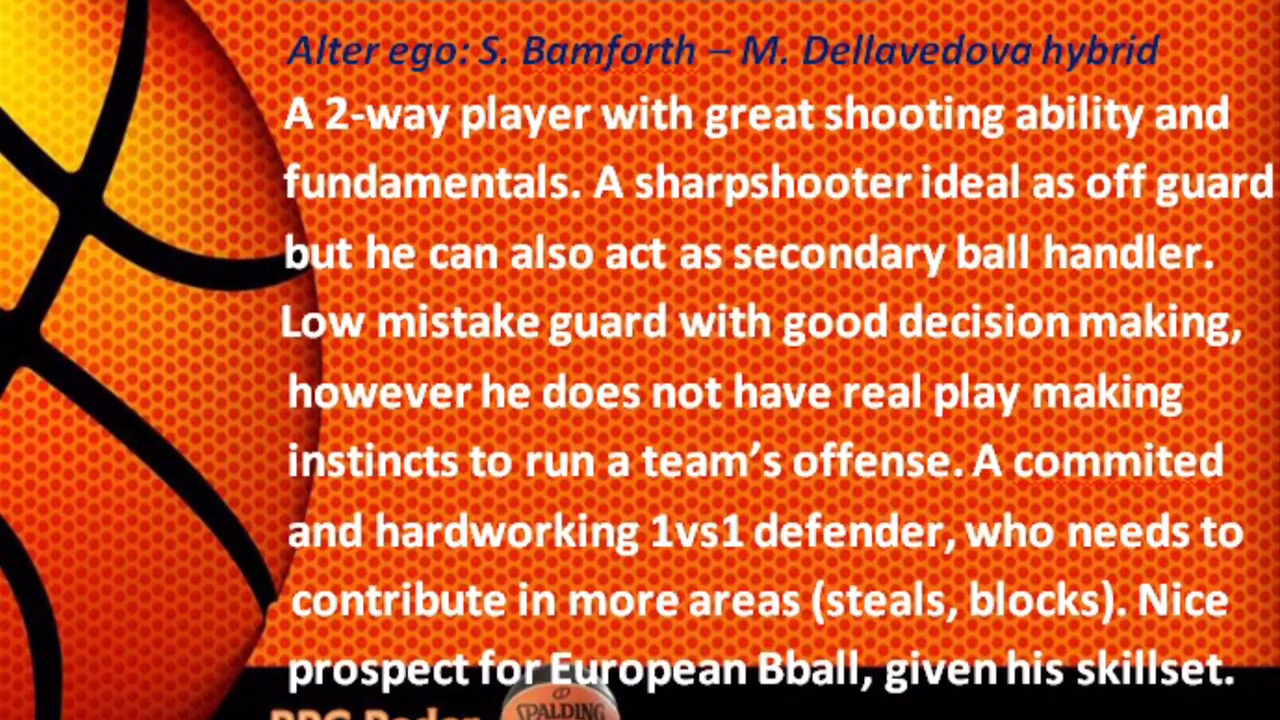 Alter ego: S. Bamforth – M. Dellavedova hybrid
A 2-way player with great shooting ability and
fundamentals. A sharpshooter ideal as off guard
but he can also act as secondary ball handler.
Low mistake guard with good decision making,
however he does not have real play making
instincts to run a team’s offense. A commited
and hardworking 1vs1 defender, who needs to
contribute in more areas (steals, blocks). Nice
prospect for European Bball, given his skillset.
SPALDING